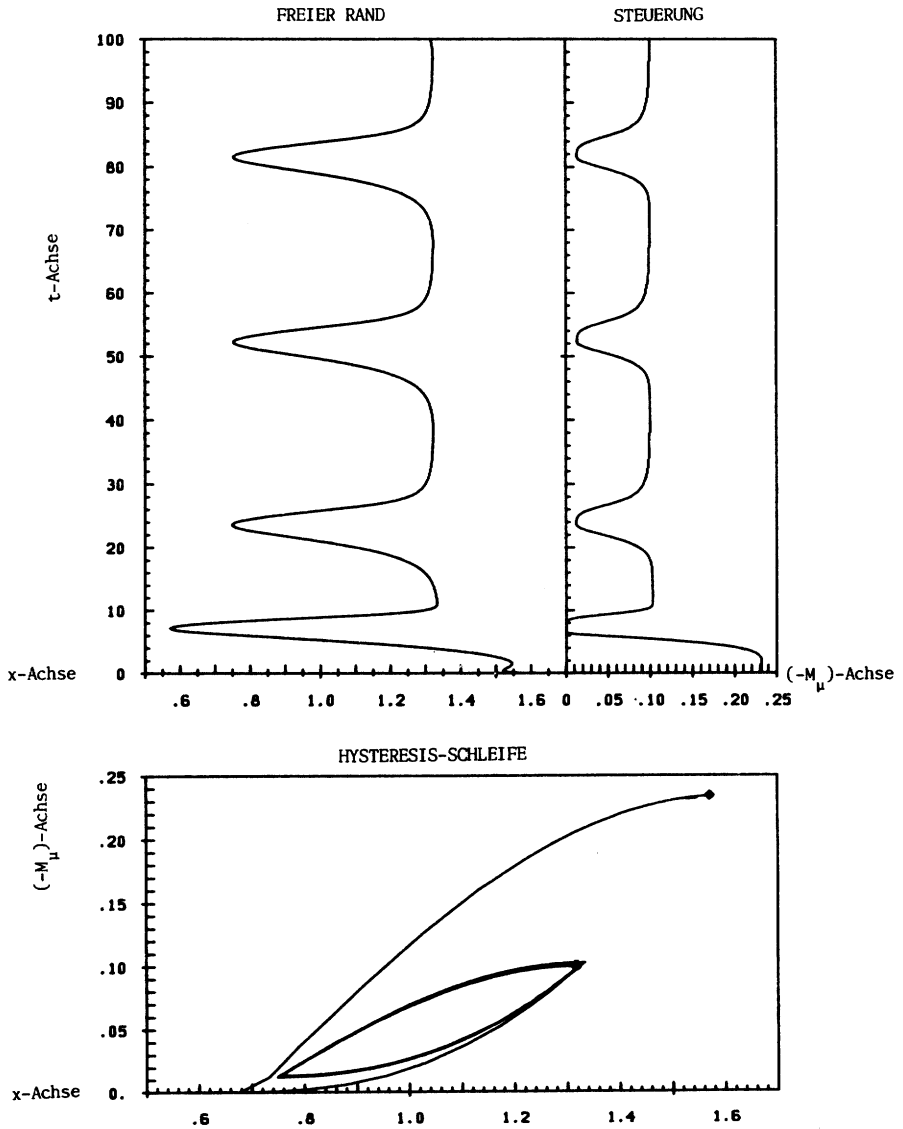 FREIER RAND STEUERUNG
100
90
80
70
60
50
40
30
20
10
0
t-Achse
x-Achse
.6 .8 1.0 1.2 1.4 1.6 0 .05 .10 .15 .20 .25
(-Mμ)-Achse
HYSTERESIS-SCHLEIFE
(-Mμ)-Achse
.25
.20
.15
.10
.05
0.
x-Achse
.6 .8 1.0 1.2 1.4 1.6